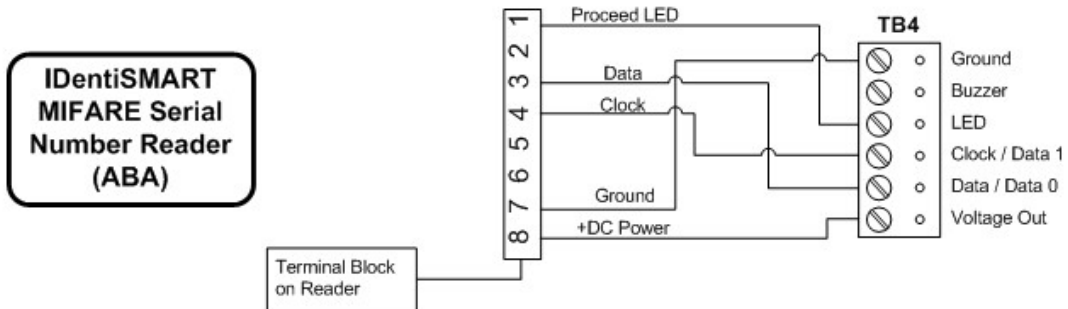 IDentiSMART
MIFARE Serial
Number Reader
(ABA)
Terminal Block
on Reader
1
2
3
4
5
6
7
8
Proceed LED
Data
Clock
Ground
+DC Power
TB4
Ground
Buzzer
LED
Clock / Data 1
Data / Data 0
Voltage Out